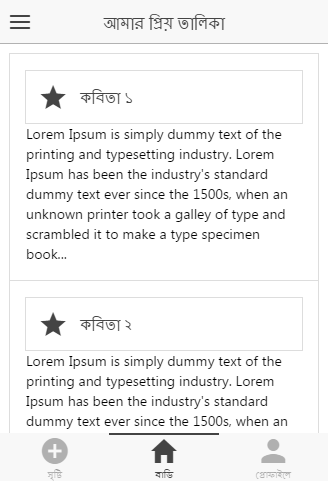 আমার প্রিয় তালিকা
কবিতা ১
Lorem Ipsum is simply dummy text of the
printing and typesetting industry. Lorem
Ipsum has been the industry's standard
dummy text ever since the 1500s, when an
unknown printer took a galley of type and
scrambled it to make a type specimen
book...
কবিতা ২
Lorem Ipsum is simply dummy text of the
printing and typesetting industry. Lorem
Ipsum has been the industry's standard
dummy text ever since the 1500s, when an
সৃষ্টি
বাড়ি
প্রোফাইল